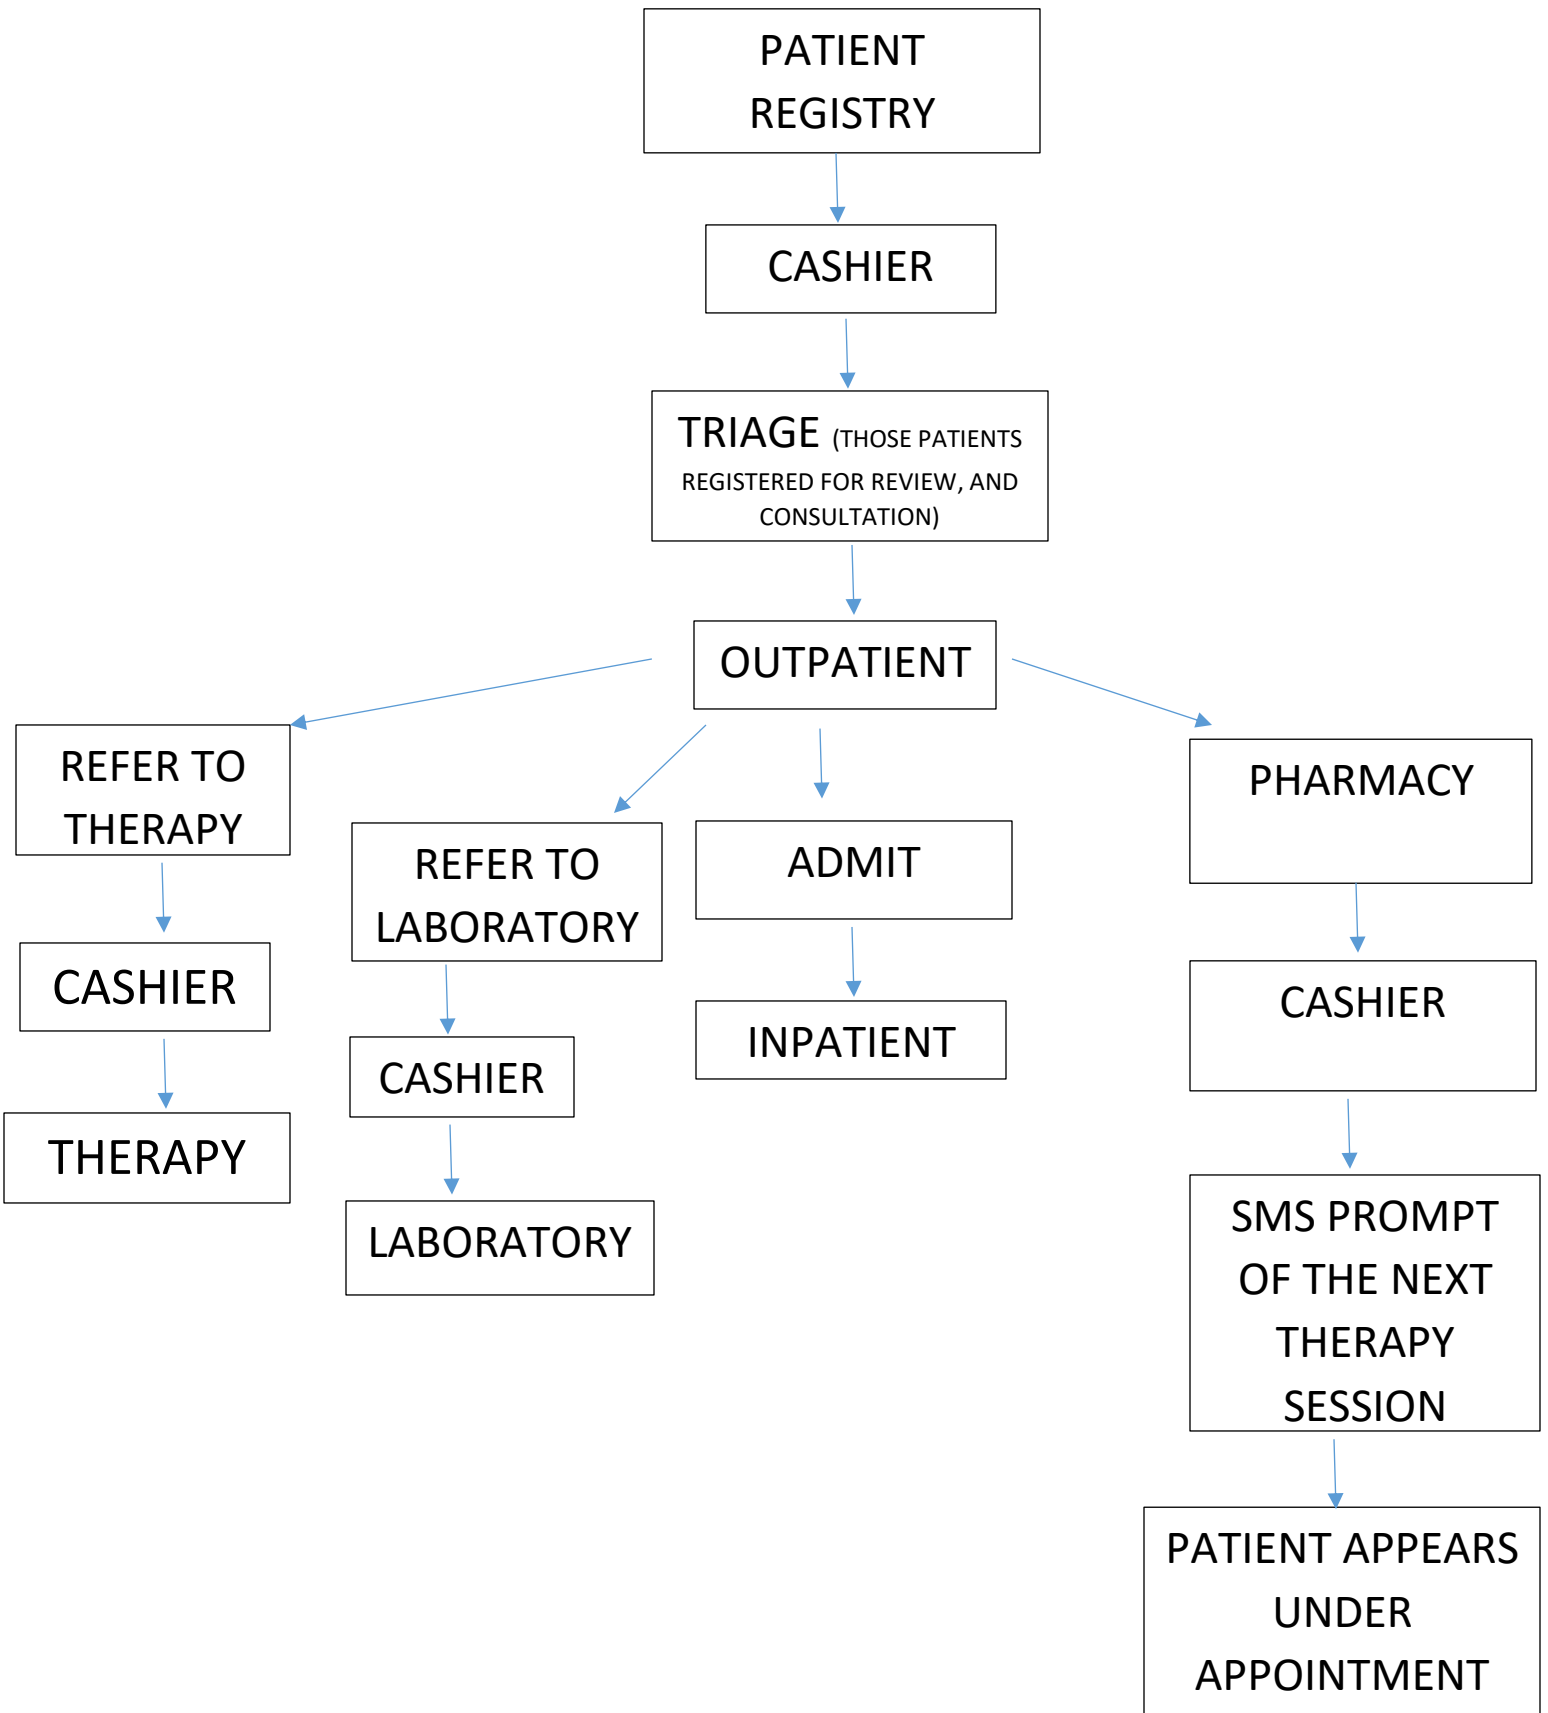 PATIENT
REGISTRY
CASHIER
TRIAGE (THOSE PATIENTS
REGISTERED FOR REVIEW, AND
CONSULTATION)
OUTPATIENT
REFER TO
THERAPY
CASHIER
THERAPY
REFER TO
LABORATORY
CASHIER
LABORATORY
ADMIT
INPATIENT
PHARMACY
CASHIER
SMS PROMPT
OF THE NEXT
THERAPY
SESSION
PATIENT APPEARS
UNDER
APPOINTMENT